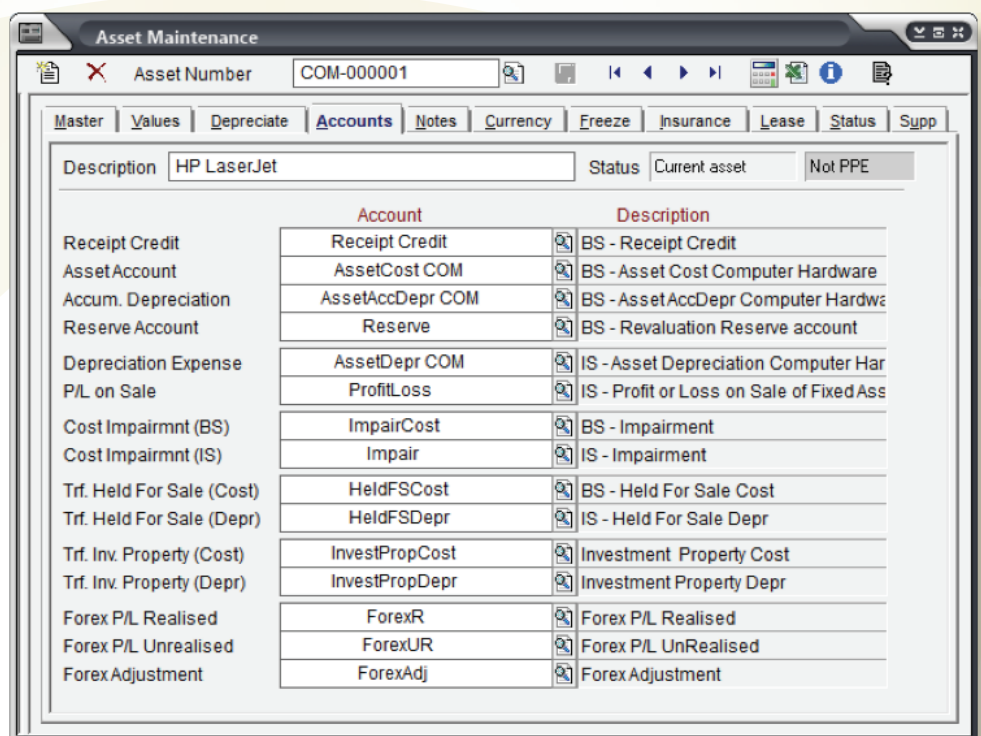 Asset Maintenance
Asset Number COM-000001
Master Values Depreciate Accounts Notes Currency Freeze Insurance Lease Status Supp
Description HP LaserJet Status Current asset Not PPE
Account Description
Receipt Credit Receipt Credit BS - Receipt Credit
Asset Account AssetCost COM BS - Asset Cost Computer Hardware
Accum. Depreciation AssetAccDepr COM BS - Asset AccDepr Computer Hardwa
Reserve Account Reserve BS - Revaluation Reserve account
Depreciation Expense AssetDepr COM IS - Asset Depreciation Computer Har
P/L on Sale ProfitLoss IS - Profit or Loss on Sale of Fixed Ass
Cost Impairmnt (BS) ImpairCost BS - Impairment
Cost Impairmnt (IS) Impair IS - Impairment
Trf. Held For Sale (Cost) HeldFSCost BS - Held For Sale Cost
Trf. Held For Sale (Depr) HeldFSDepr IS - Held For Sale Depr
Trf. Inv. Property (Cost) InvestPropCost Investment Property Cost
Trf. Inv. Property (Depr) InvestPropDepr Investment Property Depr
Forex P/L Realised ForexR Forex P/L Realised
Forex P/L Unrealised ForexUR Forex P/L UnRealised
Forex Adjustment ForexAdj Forex Adjustment